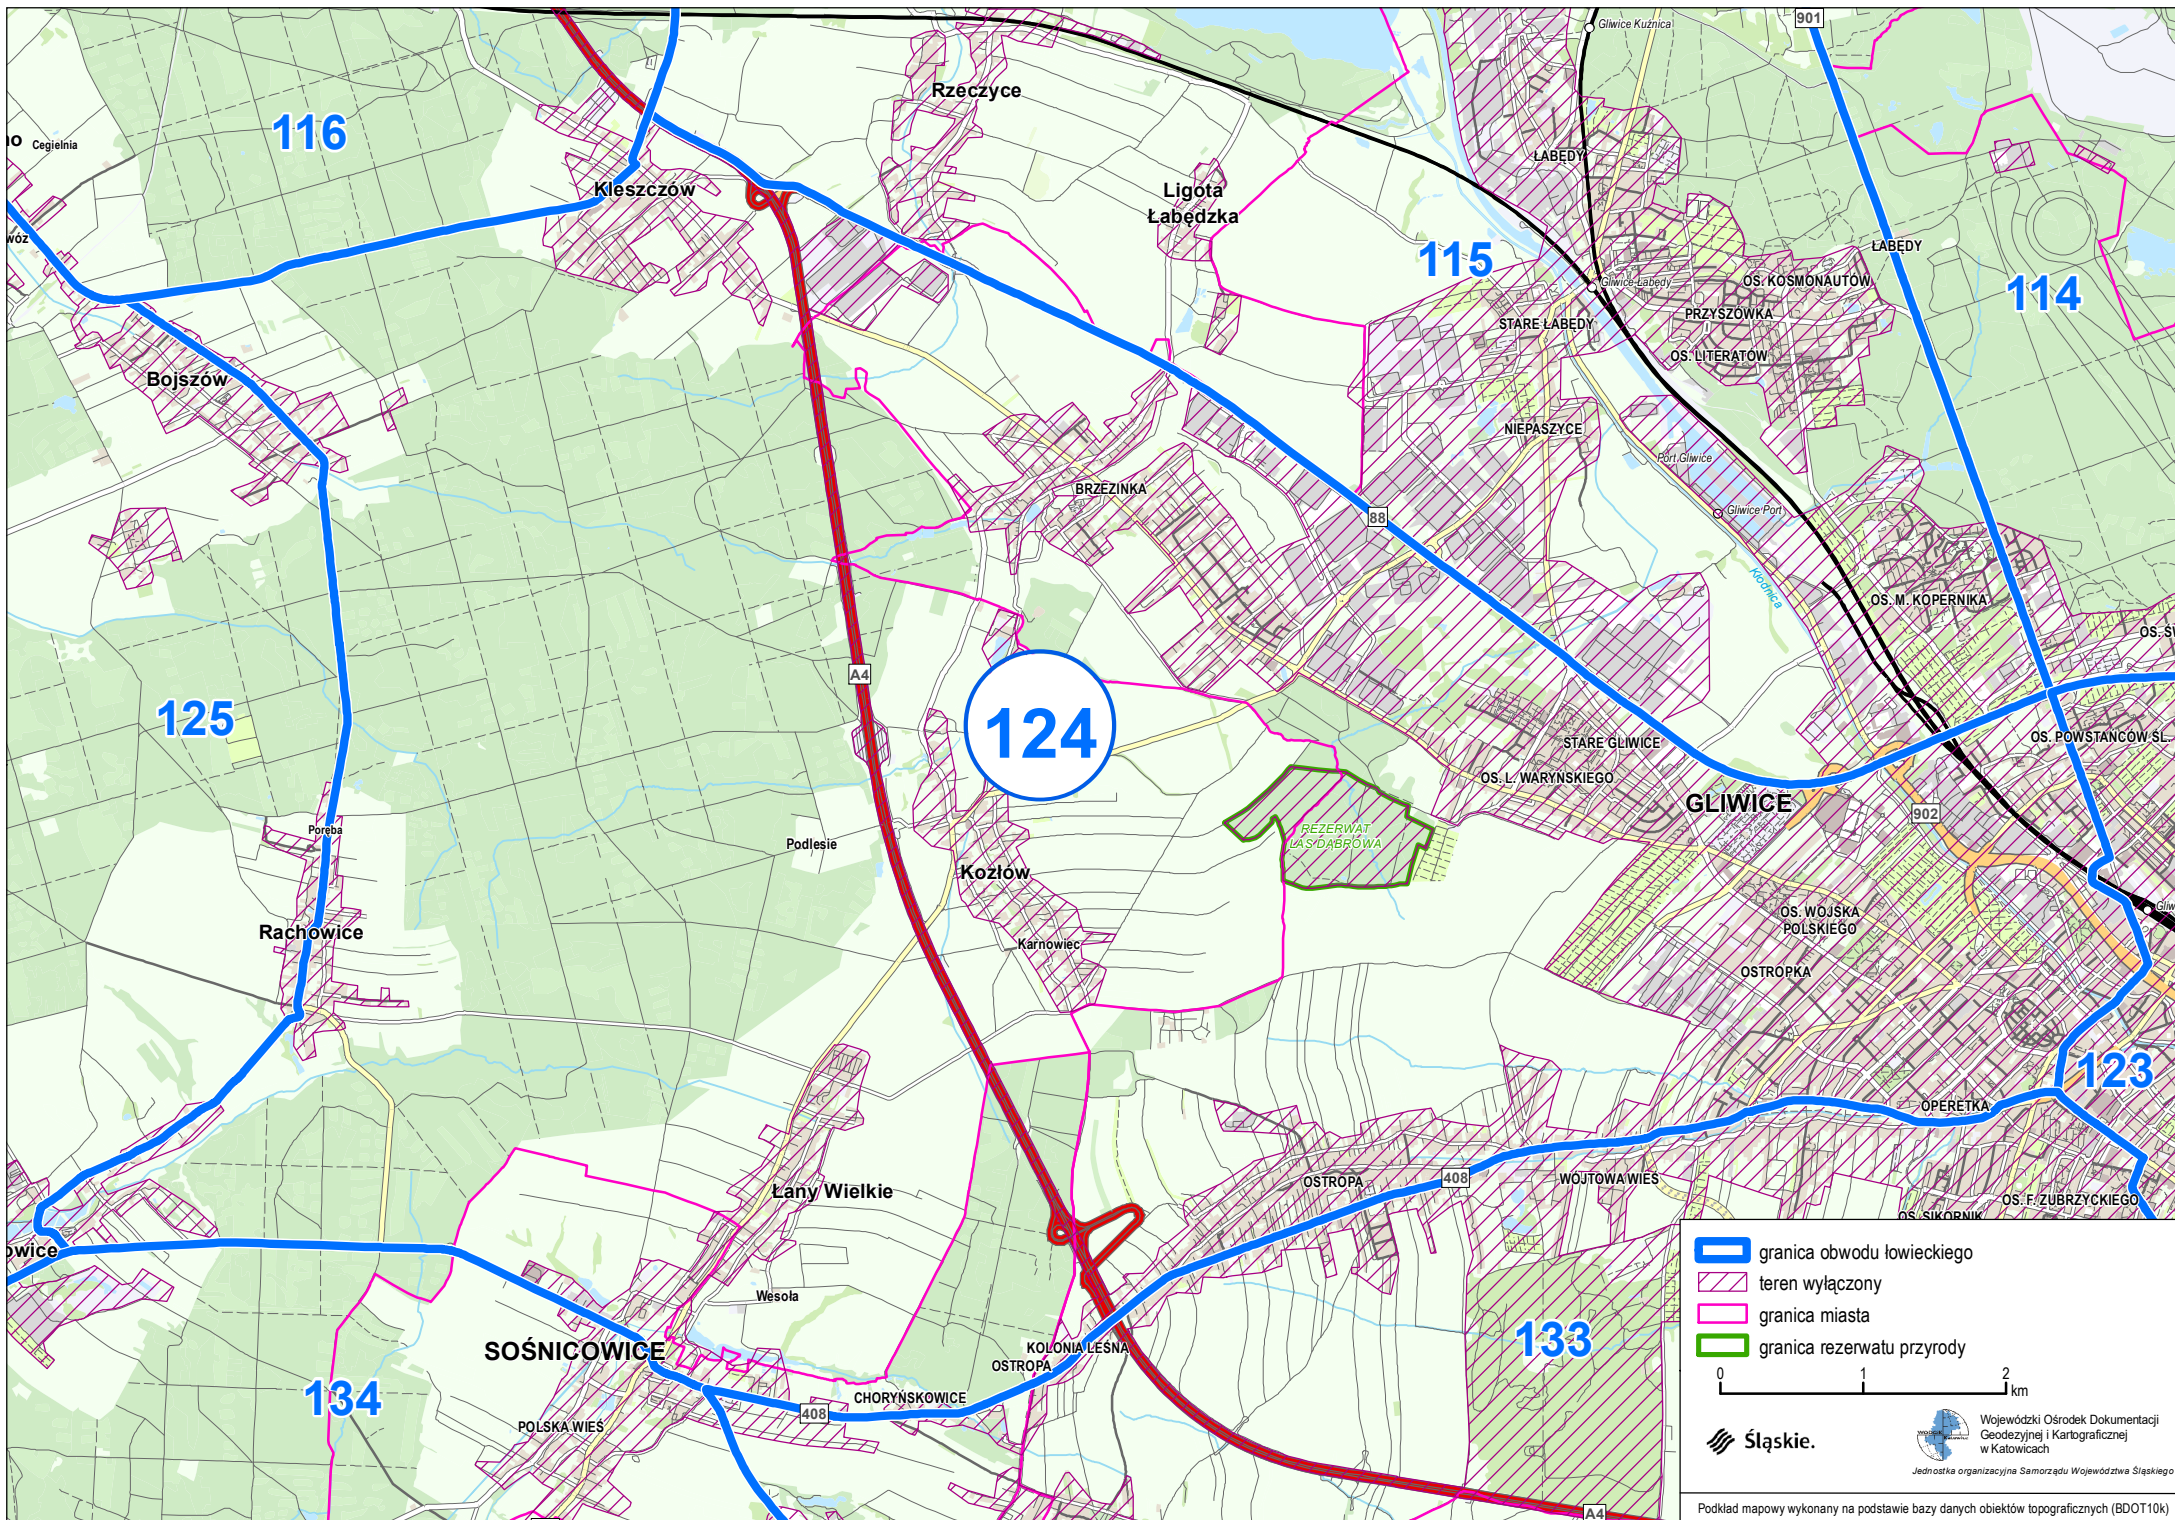 901
Gliwice Kuźnica
Rzeczyce
116
Cegielnia
ŁABĘDY
Kleszczów
Ligota
Łabędzka
wóz
115
ŁABĘDY
OS. KOSMONAUTÓW
Gliwice Łabędy
114
PRZYSZÓWKA
STARE ŁABĘDY
OS. LITERATÓW
Bojszów
NIEPASZYCE
Port Gliwice
BRZEZINKA
88
Gliwice Port
Kłodnica
OS. M. KOPERNIKA
A4
125
124
STARE GLIWICE
OS. POWSTAŃCÓW ŚL.
OS. L. WARYŃSKIEGO
GLIWICE
902
Poręba
REZERWAT
LAS DĄBROWA
Podlesie
Kozłów
OS. WOJSKA
POLSKIEGO
Rachowice
Karnowiec
OSTROPKA
123
OPERETKA
Łany Wielkie
OSTROPA
408
WÓJTOWA WIEŚ
OS. F. ZUBRZYCKIEGO
OS. SIKORNIK
owice
Wesoła
SOŚNICOWICE
KOLONIA LEŚNA
OSTROPA
133
134
CHORYŃSKOWICE
408
POLSKA WIEŚ
A4
granica obwodu łowieckiego
teren wyłączony
granica miasta
granica rezerwatu przyrody
0 1 2 km
Śląskie.
Wojewódzki Ośrodek Dokumentacji
Geodezyjnej i Kartograficznej
w Katowicach
Jednostka organizacyjna Samorządu Województwa Śląskiego
Podkład mapowy wykonany na podstawie bazy danych obiektów topograficznych (BDOT10k)